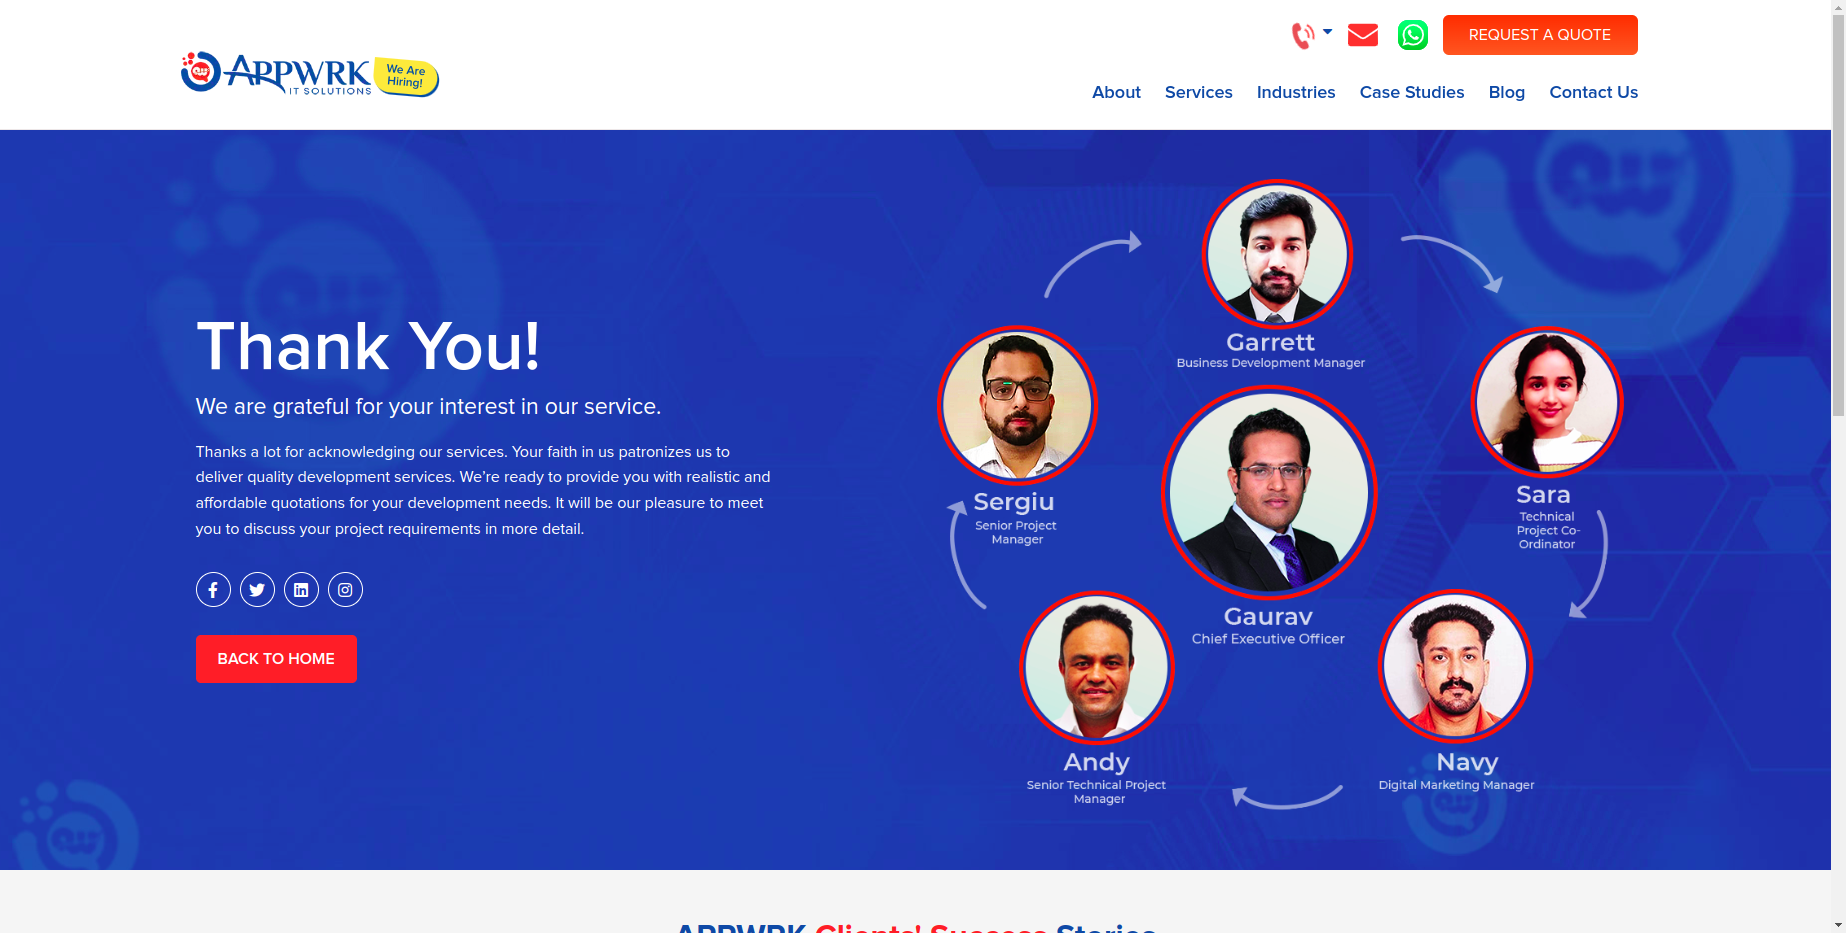 REQUEST A QUOTE
APPWRK
IT SOLUTIONS
We Are
Hiring!
About
Services
Industries
Case Studies
Blog
Contact Us
Thank You!
We are grateful for your interest in our service.
Thanks a lot for acknowledging our services. Your faith in us patronizes us to
deliver quality development services. We’re ready to provide you with realistic and
affordable quotations for your development needs. It will be our pleasure to meet
you to discuss your project requirements in more detail.
BACK TO HOME
Garrett
Business Development Manager
Sergiu
Senior Project
Manager
Sara
Technical
Project Co-
Ordinator
Gaurav
Chief Executive Officer
Andy
Senior Technical Project
Manager
Navy
Digital Marketing Manager
APPWRK Clients' Success Stories